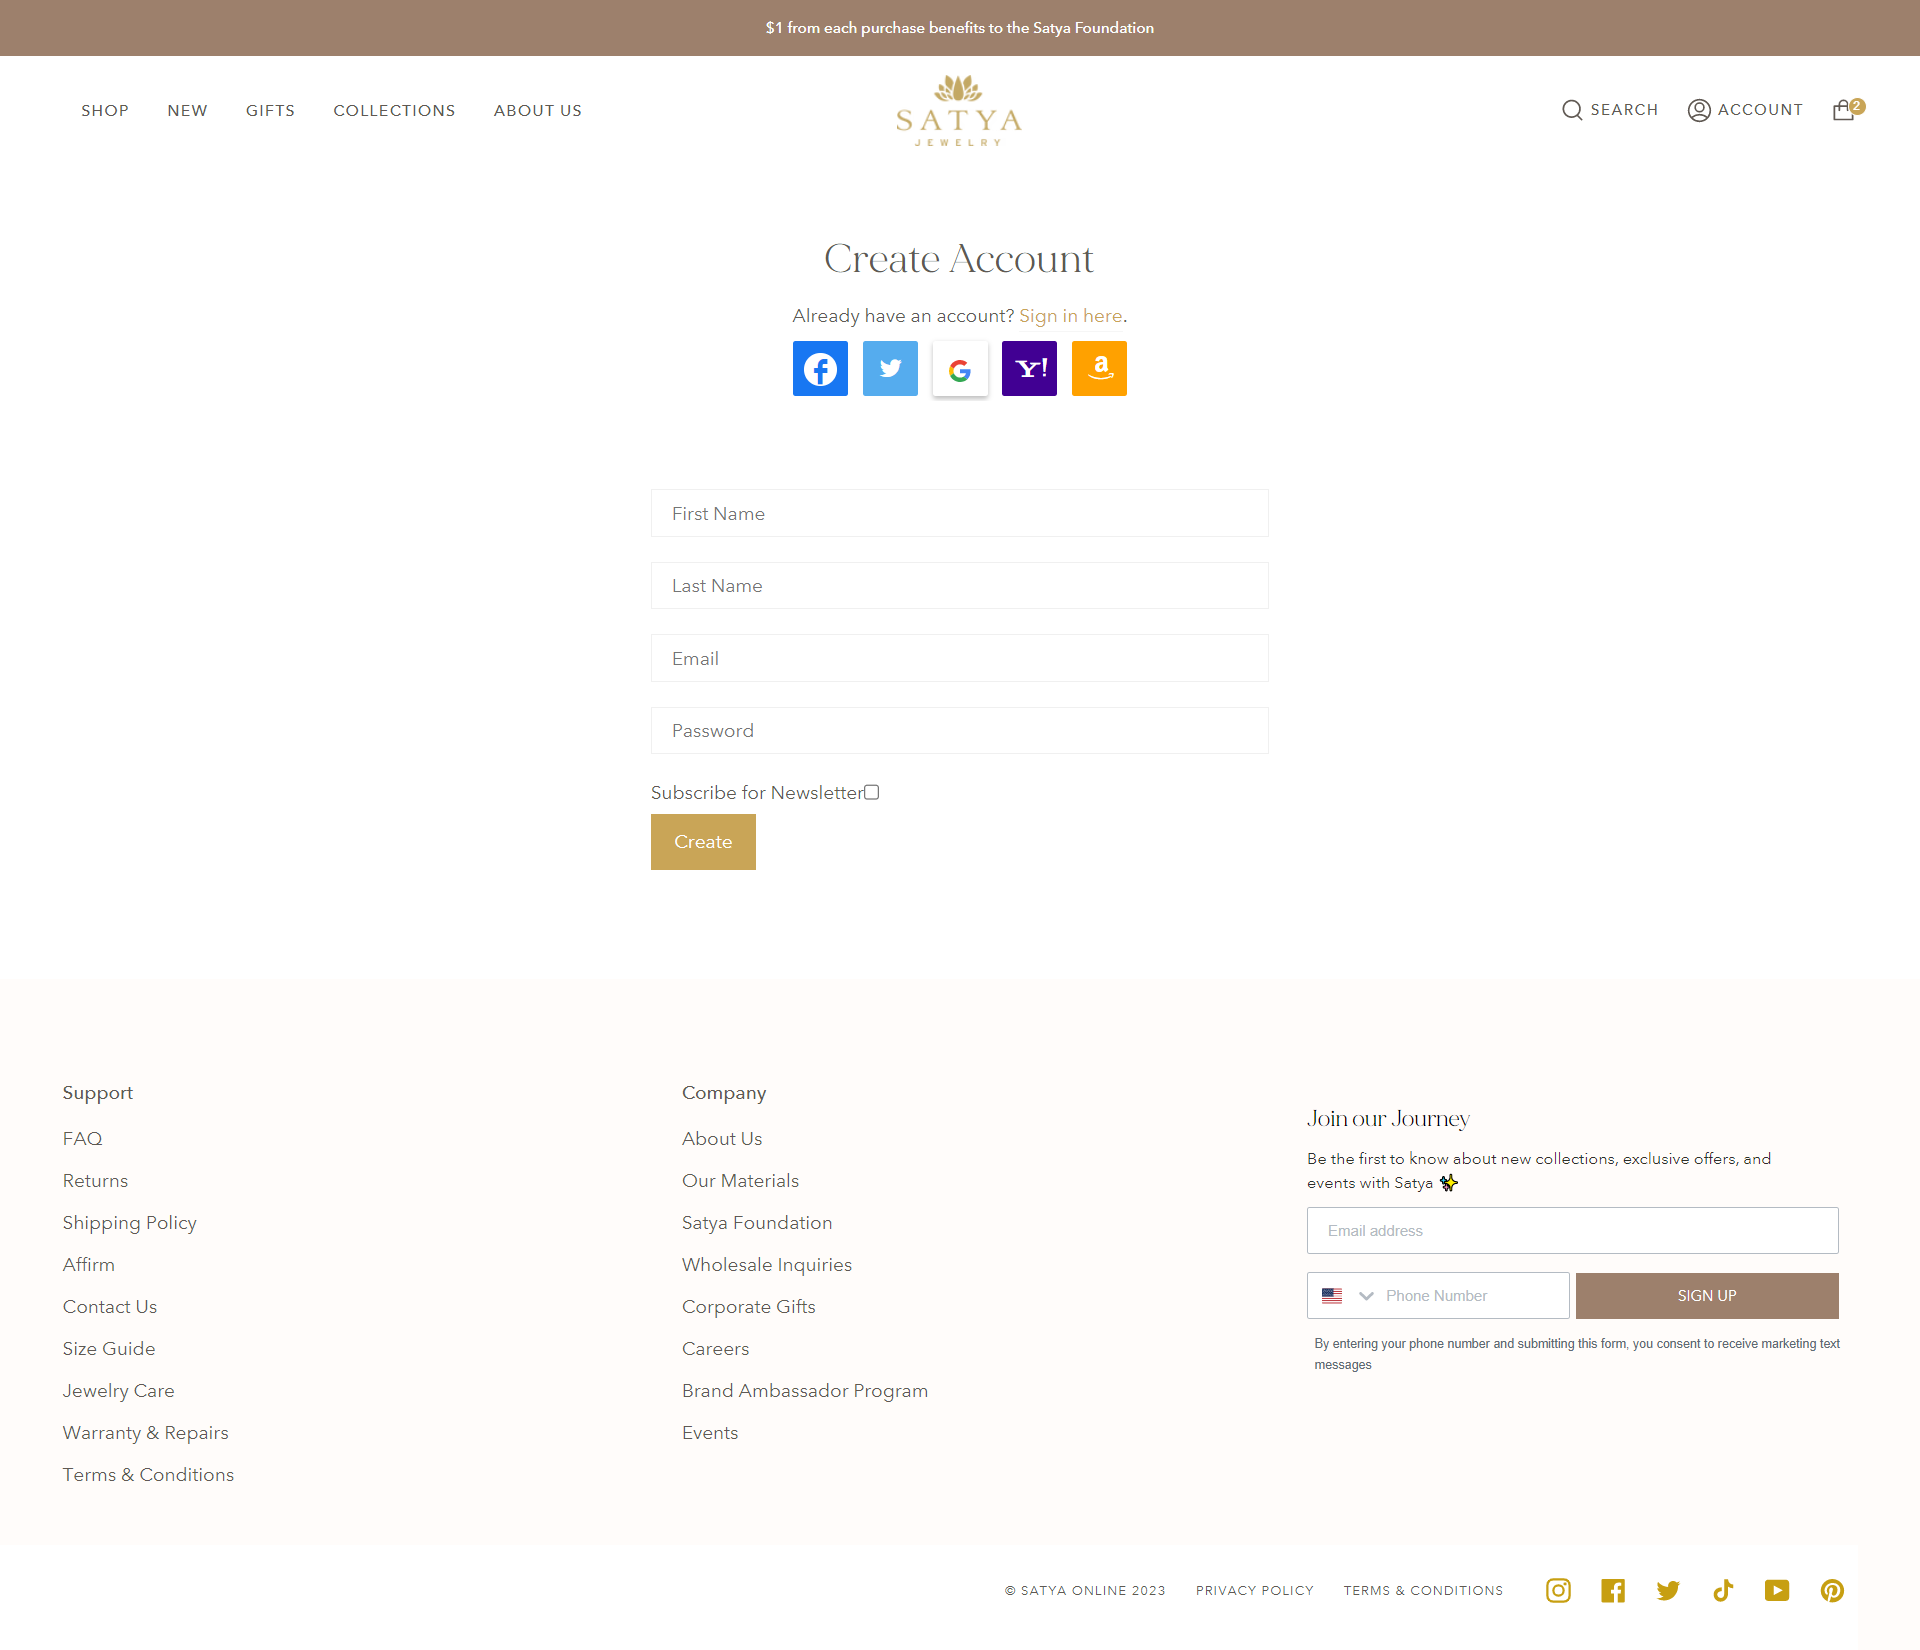 $1 from each purchase benefits to the Satya Foundation
SHOP NEW GIFTS COLLECTIONS ABOUT US
SATYA
JEWELRY
SEARCH ACCOUNT 2
Create Account
Already have an account? Sign in here.
Y!
a
First Name
Last Name
Email
Password
Subscribe for Newsletter
Create
Support
FAQ
Returns
Shipping Policy
Affirm
Contact Us
Size Guide
Jewelry Care
Warranty & Repairs
Terms & Conditions
Company
About Us
Our Materials
Satya Foundation
Wholesale Inquiries
Corporate Gifts
Careers
Brand Ambassador Program
Events
Join our Journey
Be the first to know about new collections, exclusive offers, and
events with Satya ✨
Email address
Phone Number
SIGN UP
By entering your phone number and submitting this form, you consent to receive marketing text
messages
© SATYA ONLINE 2023 PRIVACY POLICY TERMS & CONDITIONS